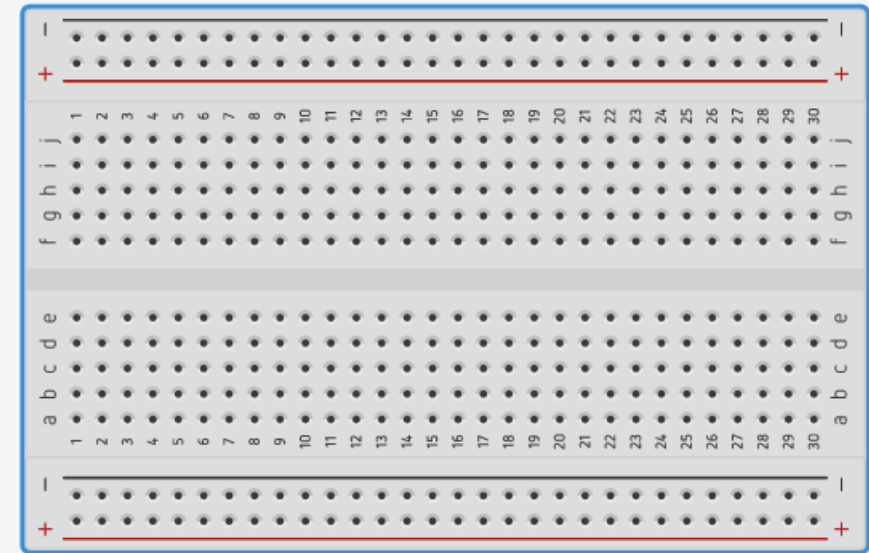 − −
+ +
1 2 3 4 5 6 7 8 9 10 11 12 13 14 15 16 17 18 19 20 21 22 23 24 25 26 27 28 29 30
j j
i i
h h
g g
f f
e e
d d
c c
b b
a a
1 2 3 4 5 6 7 8 9 10 11 12 13 14 15 16 17 18 19 20 21 22 23 24 25 26 27 28 29 30
− −
+ +